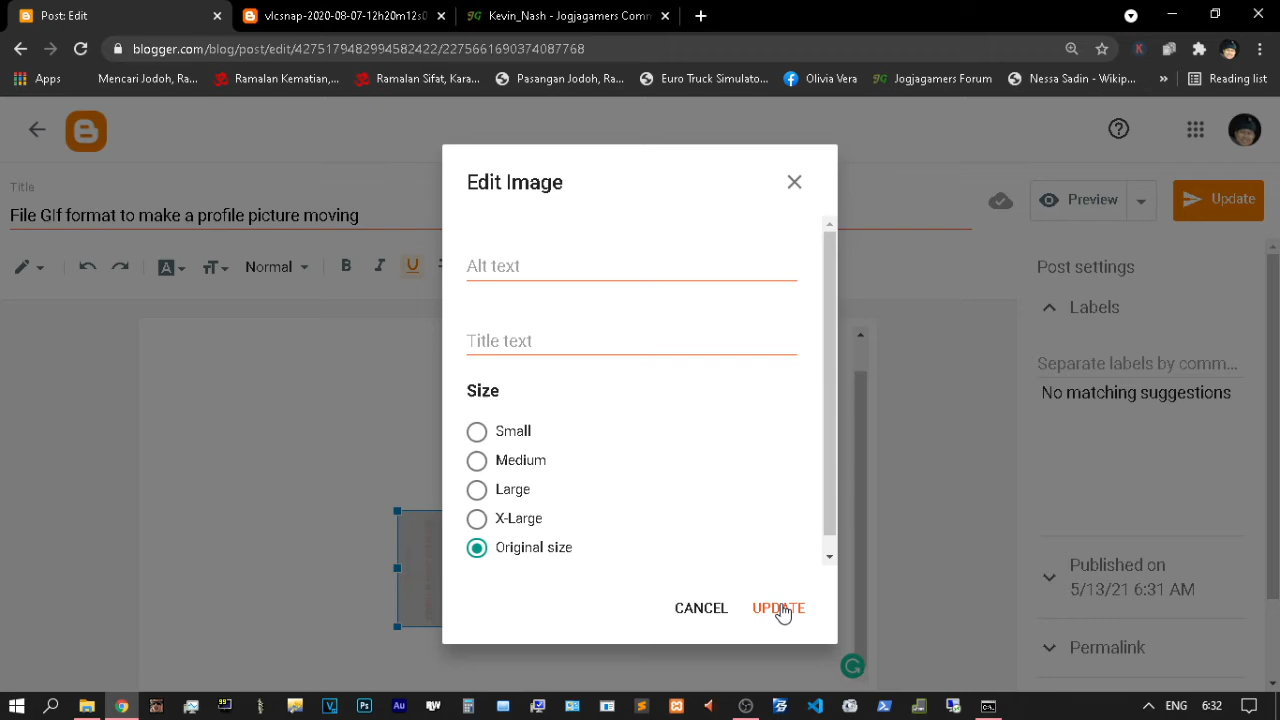 Post: Edit
vlcsnap-2020-08-07-12h20m12s0
Kevin_Nash - Jogjagamers Comm
blogger.com/blog/post/edit/4275179482994582422/2275661690374087768
Apps
Mencari Jodoh, Ra...
Ramalan Kematian,...
Ramalan Sifat, Kara...
Pasangan Jodoh, Ra...
Euro Truck Simulato...
Olivia Vera
Jogjagamers Forum
Nessa Sadin - Wikip...
»
Reading list
Title
File GIf format to make a profile picture moving
Preview
Update
Normal
B
I
U
Post settings
Labels
Separate labels by comm...
No matching suggestions
Published on
5/13/21 6:31 AM
Permalink
Edit Image
Alt text
Title text
Size
Small
Medium
Large
X-Large
Original size
CANCEL
UPDATE
ENG
6:32